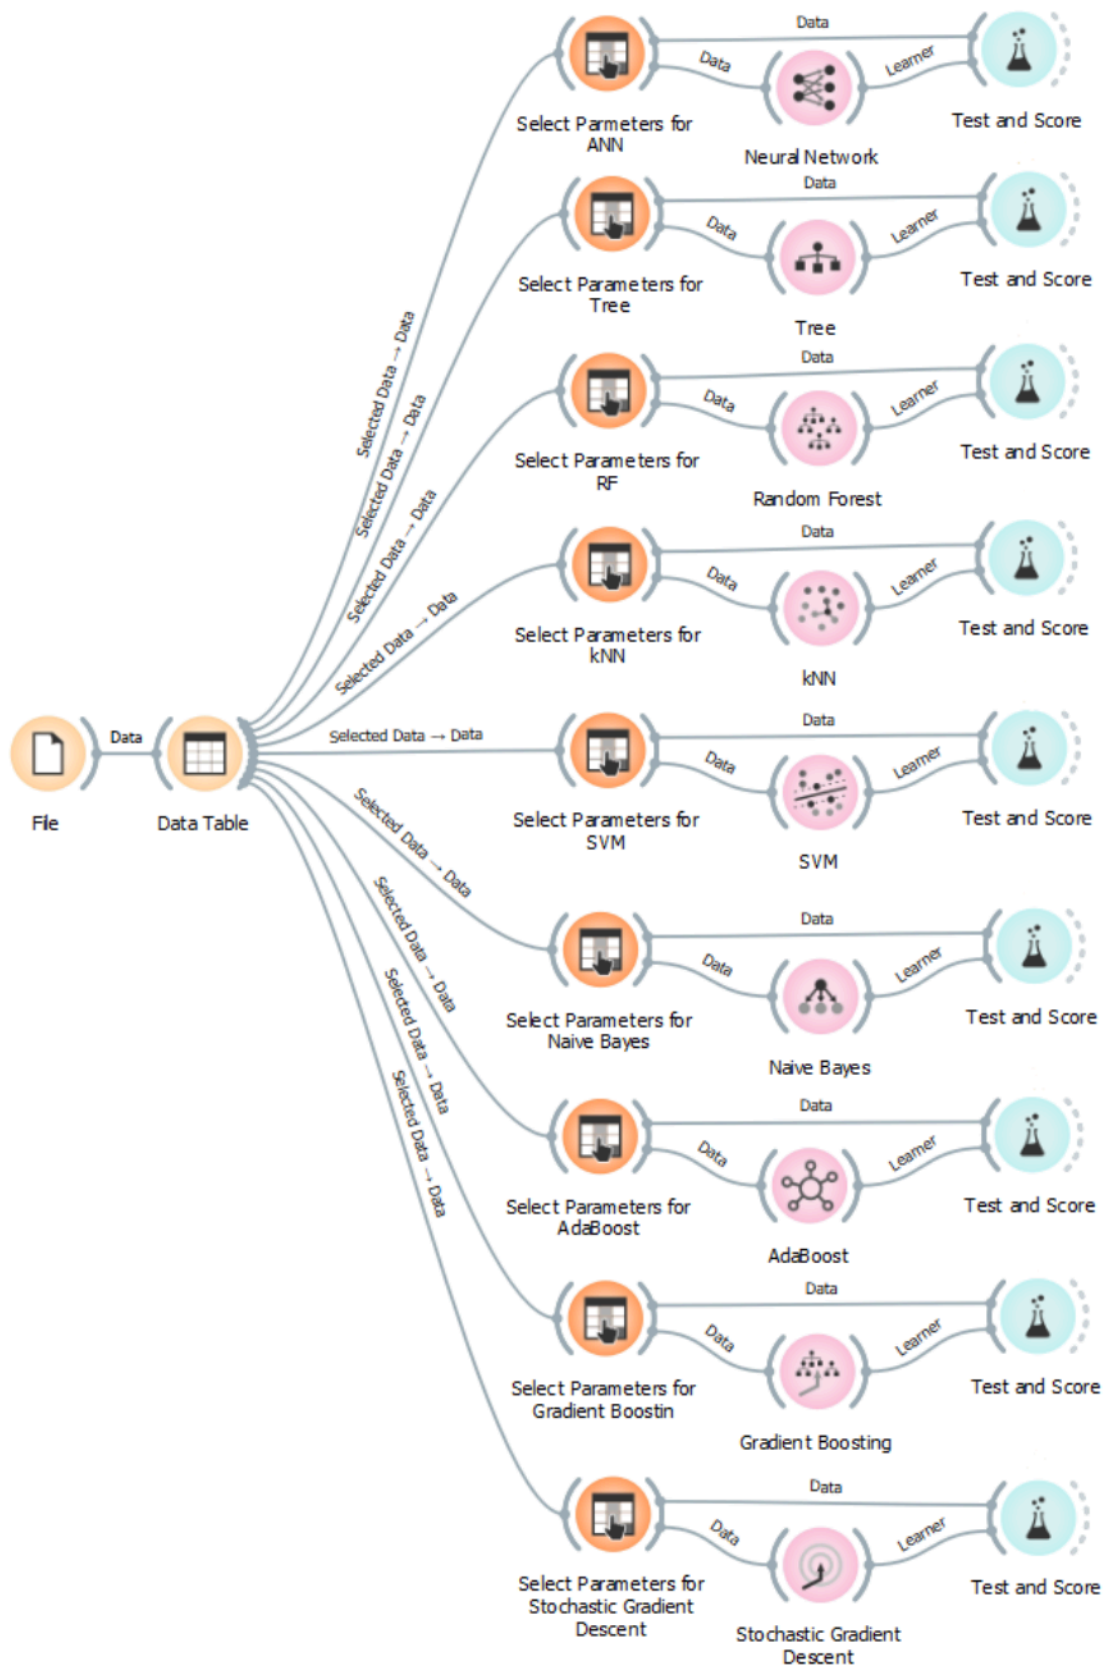 Data
Data
Learner
Select Parmeters for
ANN
Neural Network
Test and Score
Data
Data
Learner
Select Parameters for
Tree
Tree
Test and Score
Data
Data
Learner
Select Parameters for
RF
Random Forest
Test and Score
Data
Data
Learner
Select Parameters for
kNN
kNN
Test and Score
Selected Data → Data
Selected Data → Data
Selected Data → Data
Selected Data → Data
Selected Data → Data
Data
File
Data Table
Data
Data
Learner
Select Parameters for
SVM
SVM
Test and Score
Selected Data → Data
Selected Data → Data
Selected Data → Data
Selected Data → Data
Data
Data
Learner
Select Parameters for
Naive Bayes
Naive Bayes
Test and Score
Data
Data
Learner
Select Parameters for
AdaBoost
AdaBoost
Test and Score
Data
Data
Learner
Select Parameters for
Gradient Boostin
Gradient Boosting
Test and Score
Data
Data
Learner
Select Parameters for
Stochastic Gradient
Descent
Stochastic Gradient
Descent
Test and Score